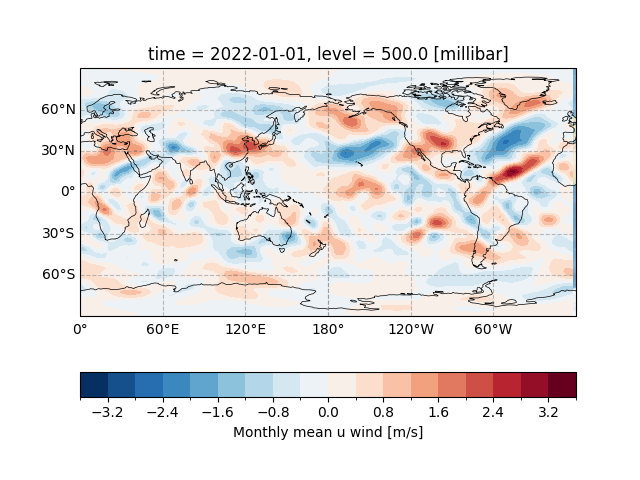 time = 2022-01-01, level = 500.0 [millibar]
60°N
30°N
0°
30°S
60°S
0° 60°E 120°E 180° 120°W 60°W
−3.2 −2.4 −1.6 −0.8 0.0 0.8 1.6 2.4 3.2
Monthly mean u wind [m/s]